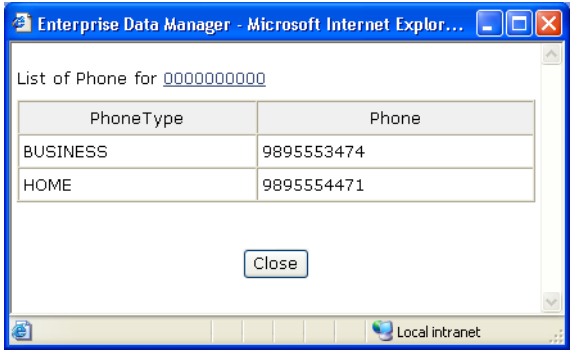 Enterprise Data Manager - Microsoft Internet Explor...
List of Phone for 0000000000
PhoneType Phone
BUSINESS 9895553474
HOME 9895554471
Close
Local intranet